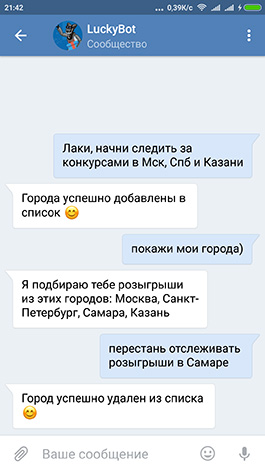 21:42
... 0,39K/s
LuckyBot
Сообщество
Лаки, начни следить за
конкурсами в Мск, Спб и Казани
Города успешно добавлены в
список 😊
покажи мои города)
Я подбираю тебе розыгрыши
из этих городов: Москва, Санкт-
Петербург, Самара, Казань
перестань отслеживать
розыгрыши в Самаре
Город успешно удален из списка
😊
Ваше сообщение